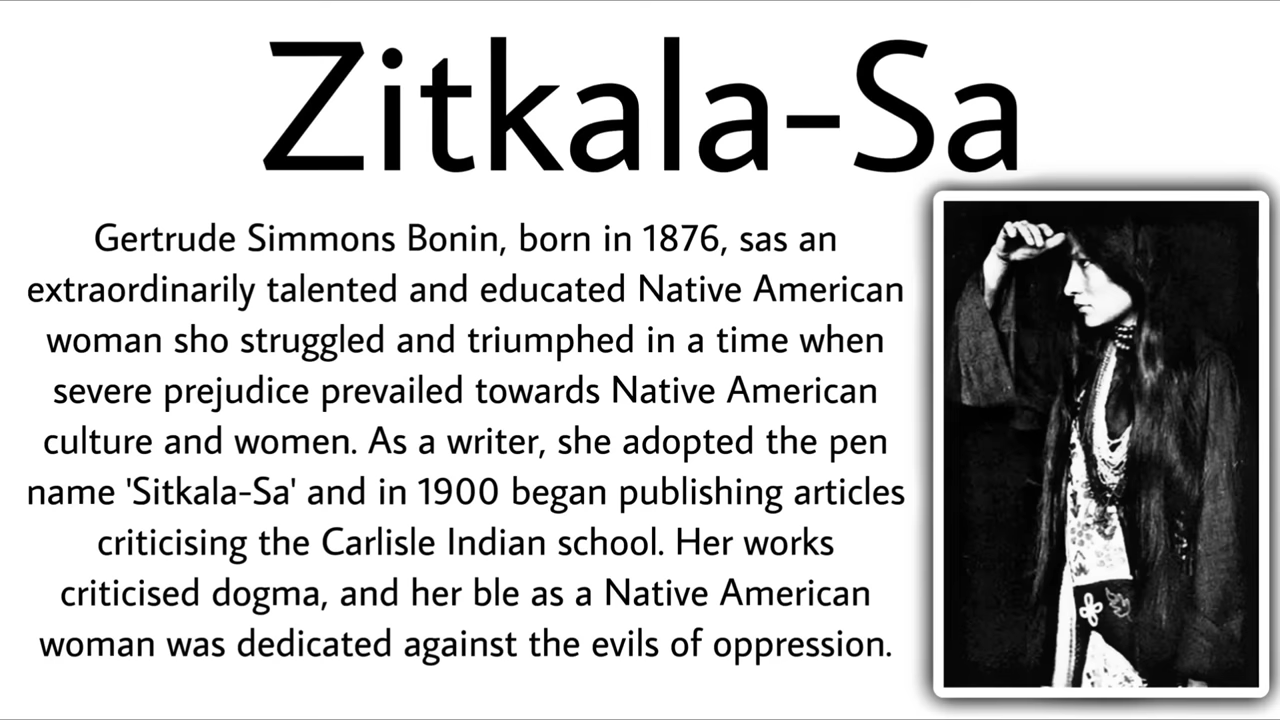 Zitkala-Sa
Gertrude Simmons Bonin, born in 1876, sas an
extraordinarily talented and educated Native American
woman sho struggled and triumphed in a time when
severe prejudice prevailed towards Native American
culture and women. As a writer, she adopted the pen
name 'Sitkala-Sa' and in 1900 began publishing articles
criticising the Carlisle Indian school. Her works
criticised dogma, and her ble as a Native American
woman was dedicated against the evils of oppression.